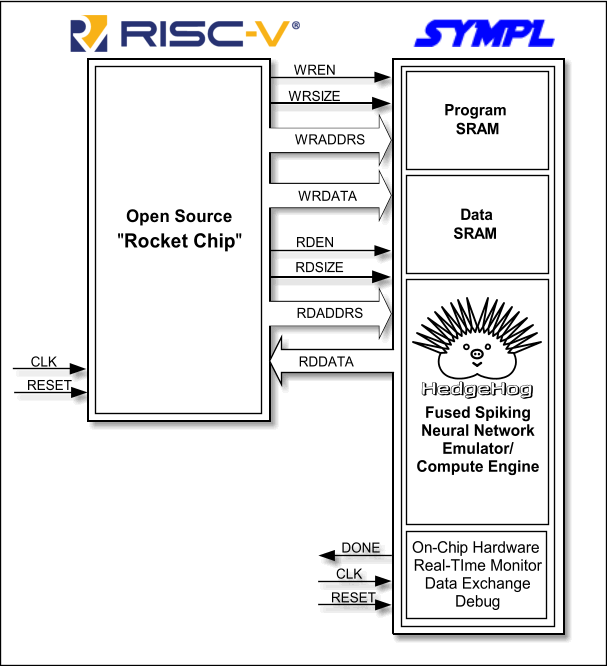 RISC-V®
SYMPL
Open Source
"Rocket Chip"
CLK
RESET
WREN
WRSIZE
WRADDRS
WRDATA
RDEN
RDSIZE
RDADDRS
RDDATA
Program
SRAM
Data
SRAM
HedgeHog
Fused Spiking
Neural Network
Emulator/
Compute Engine
DONE
CLK
RESET
On-Chip Hardware
Real-TIme Monitor
Data Exchange
Debug